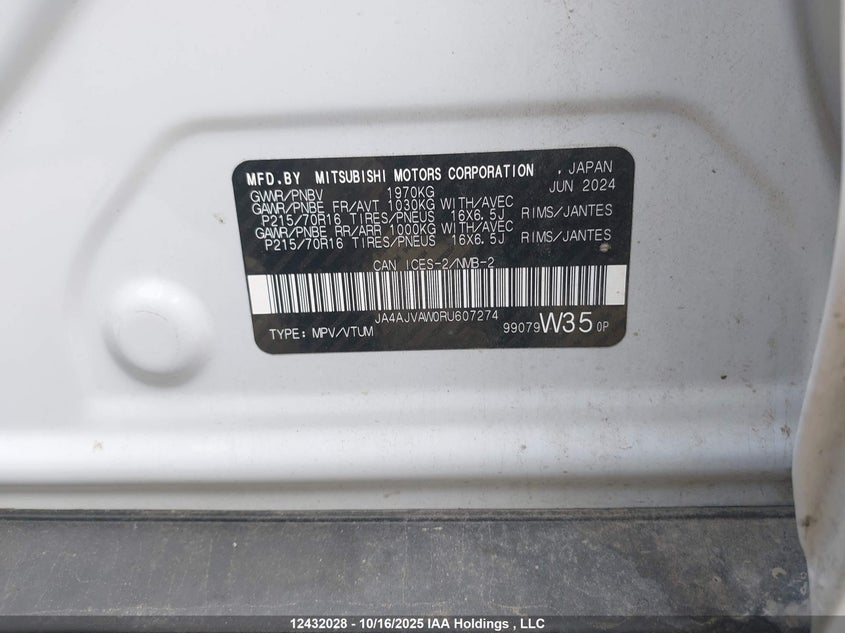 MFD.BY MITSUBISHI MOTORS CORPORATION , JAPAN
GVWR/PNBV 1970KG JUN 2024
GAWR/PNBE FR/AVT 1030KG WITH/AVEC
P215/70R16 TIRES/PNEUS 16X6.5J RIMS/JANTES
GAWR/PNBE RR/ARR 1000KG WITH/AVEC
P215/70R16 TIRES/PNEUS 16X6.5J RIMS/JANTES
CAN ICES-2/NMB-2
JA4AJVAW0RU607274
TYPE: MPV/VTUM 99079 W35 0P
12432028 - 10/16/2025 IAA Holdings , LLC